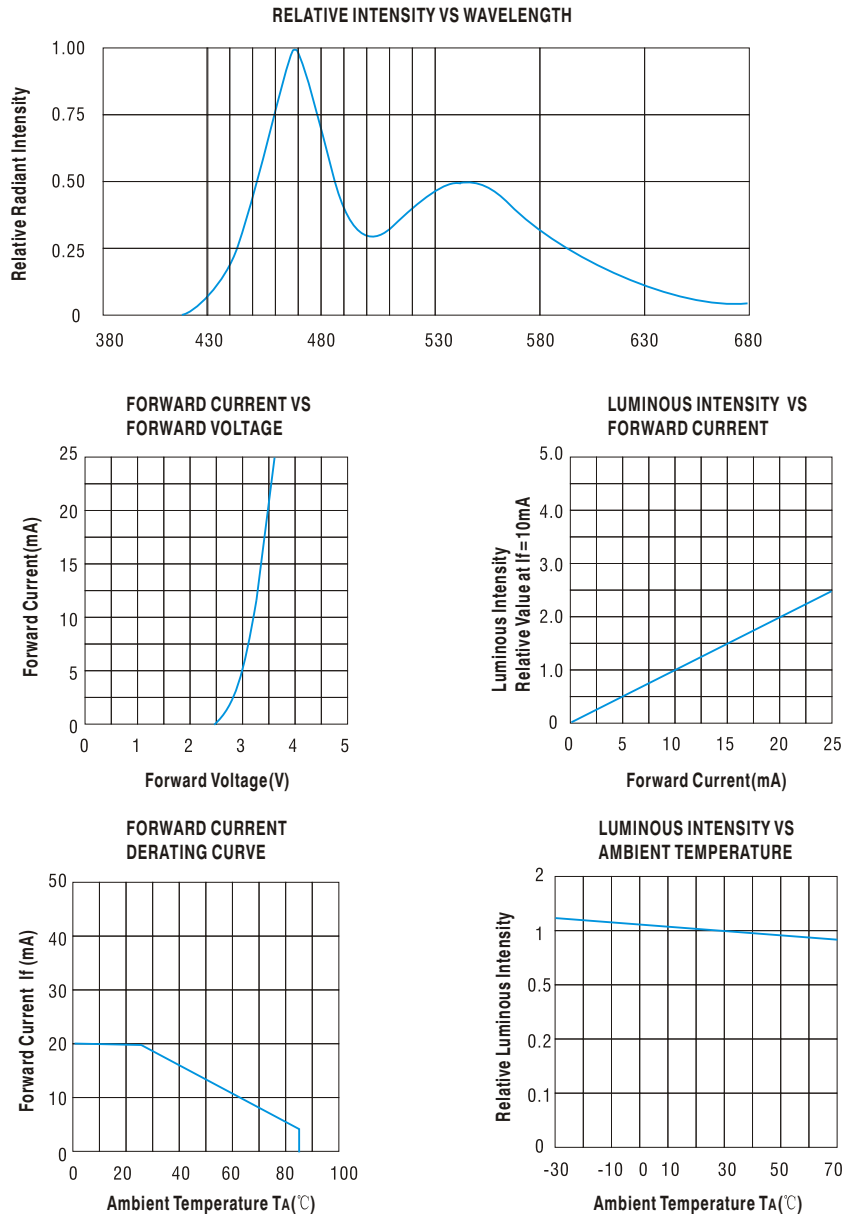 RELATIVE INTENSITY VS WAVELENGTH
Relative Radiant Intensity
1.00
0.75
0.50
0.25
0
380 430 480 530 580 630 680
FORWARD CURRENT VS
FORWARD VOLTAGE
Forward Current(mA)
25
20
15
10
5
0
0 1 2 3 4 5
Forward Voltage(V)
LUMINOUS INTENSITY VS
FORWARD CURRENT
Luminous Intensity
Relative Value at If=10mA
5.0
4.0
3.0
2.0
1.0
0
0 5 10 15 20 25
Forward Current(mA)
FORWARD CURRENT
DERATING CURVE
Forward Current If (mA)
50
40
30
20
10
0
0 20 40 60 80 100
Ambient Temperature TA(℃)
LUMINOUS INTENSITY VS
AMBIENT TEMPERATURE
Relative Luminous Intensity
2
1
0.5
0.2
0.1
0
-30 -10 0 10 30 50 70
Ambient Temperature TA(℃)